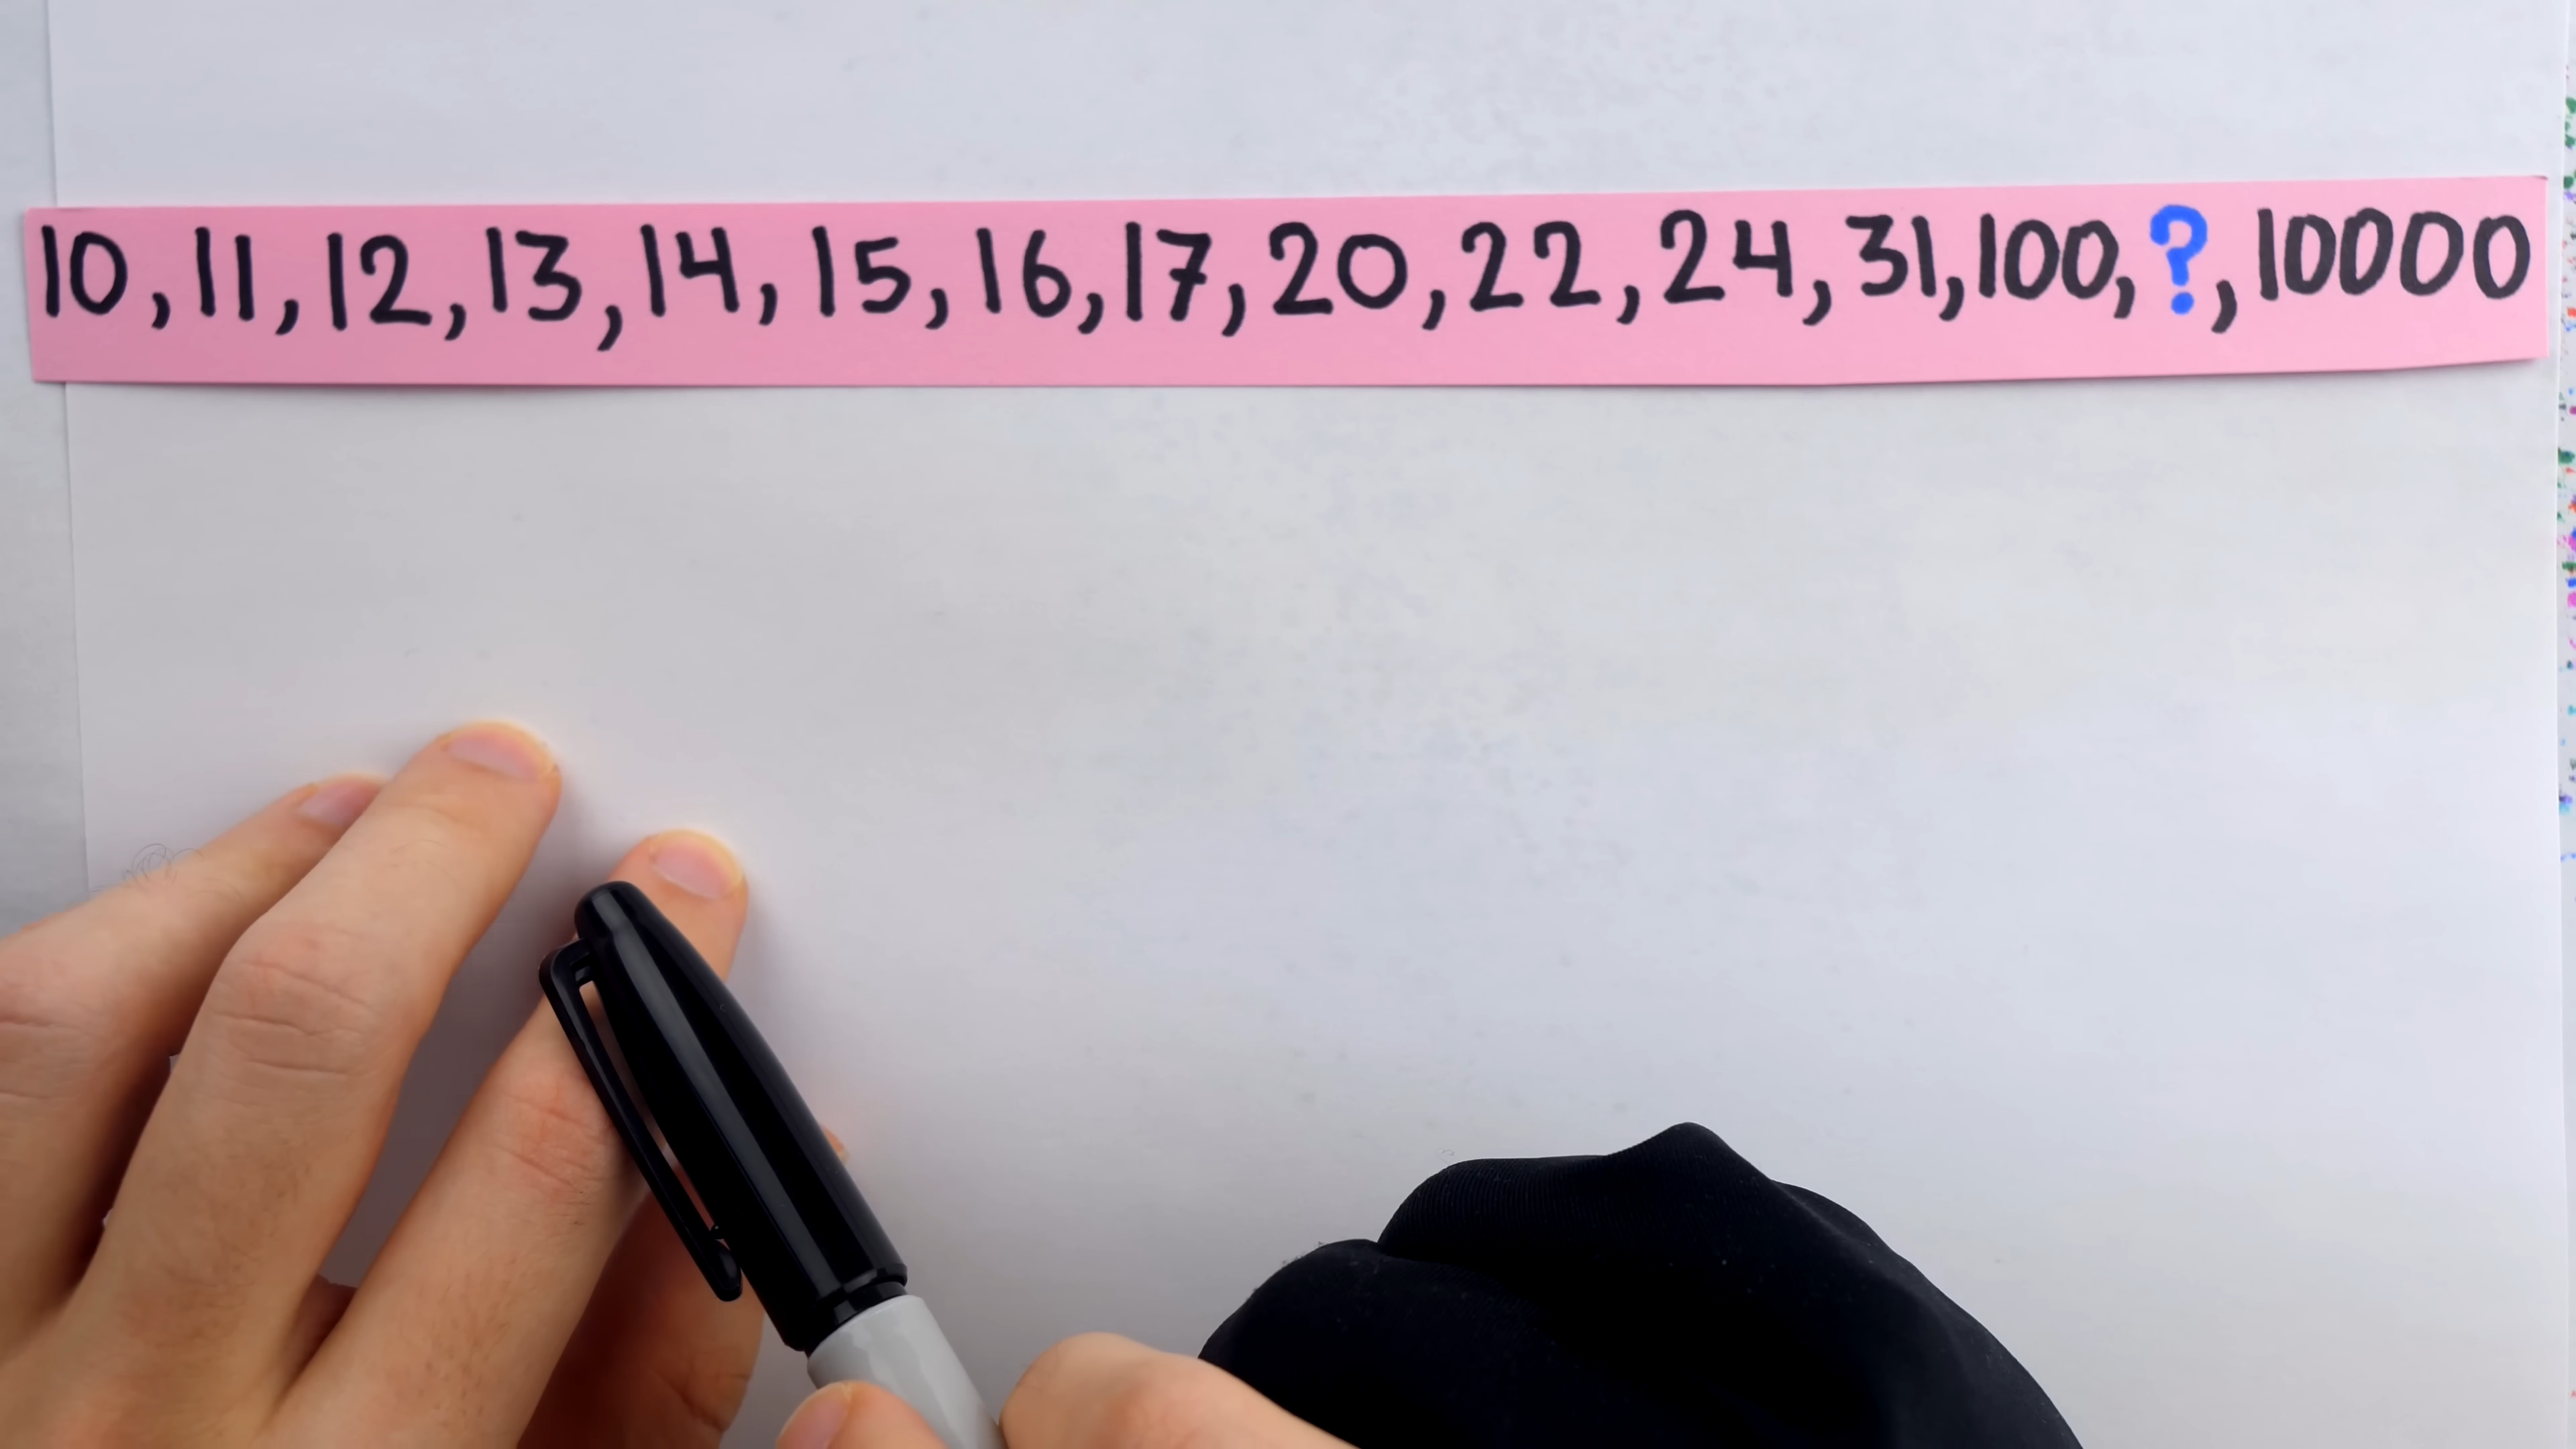 10, 11, 12, 13, 14, 15, 16, 17, 20, 22, 24, 31, 100, ?, 10000